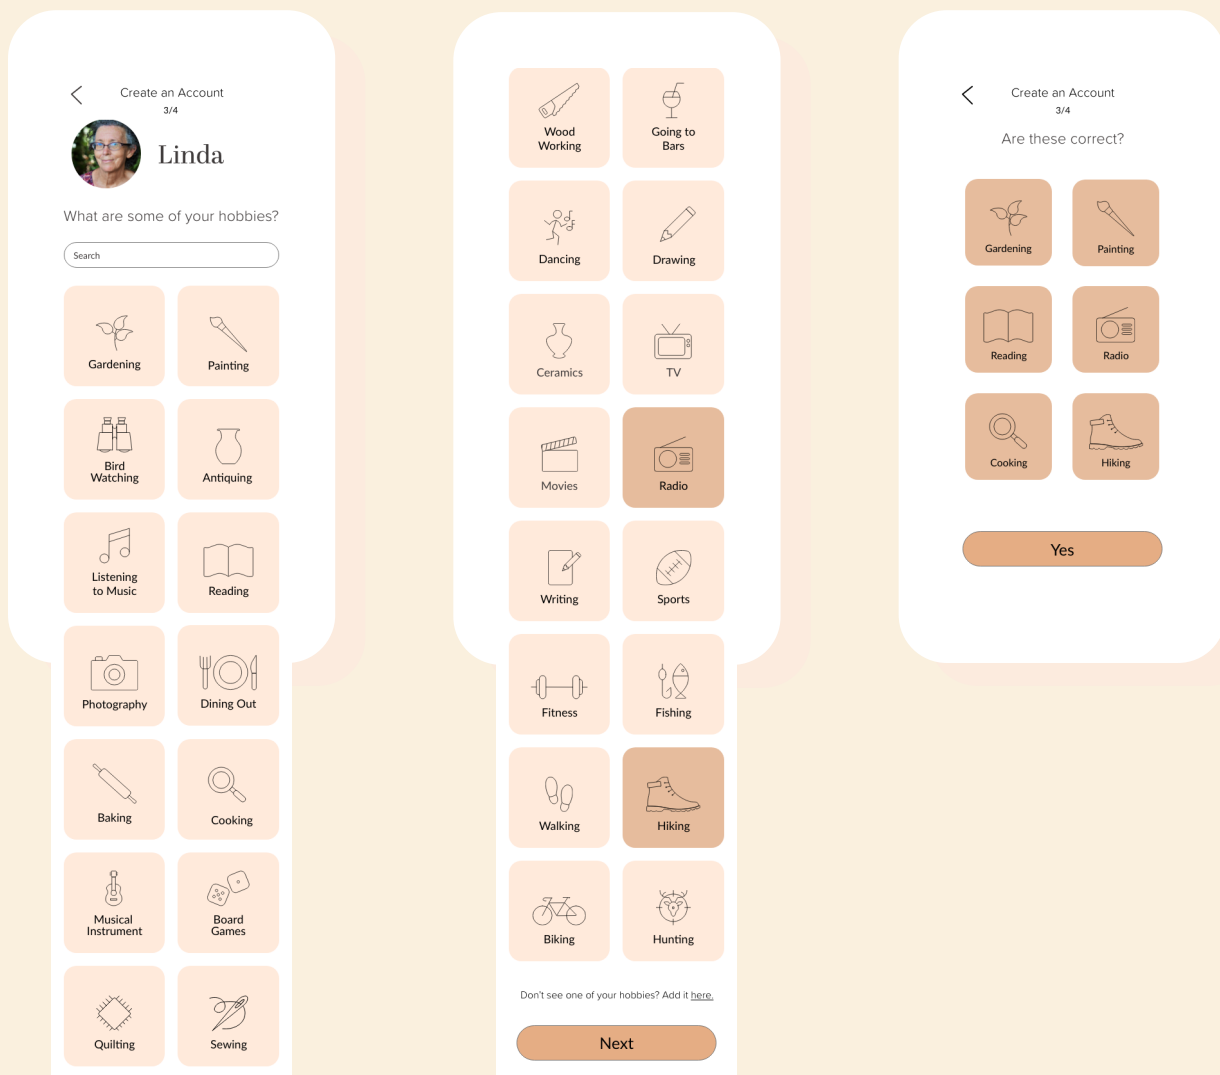 Create an Account
3/4
Linda
What are some of your hobbies?
Search
Gardening
Painting
Bird
Watching
Antiquing
Listening
to Music
Reading
Photography
Dining Out
Baking
Cooking
Musical
Instrument
Board
Games
Quilting
Sewing
Wood
Working
Going to
Bars
Dancing
Drawing
Ceramics
TV
Movies
Radio
Writing
Sports
Fitness
Fishing
Walking
Hiking
Biking
Hunting
Don't see one of your hobbies? Add it here.
Next
Create an Account
3/4
Are these correct?
Gardening
Painting
Reading
Radio
Cooking
Hiking
Yes